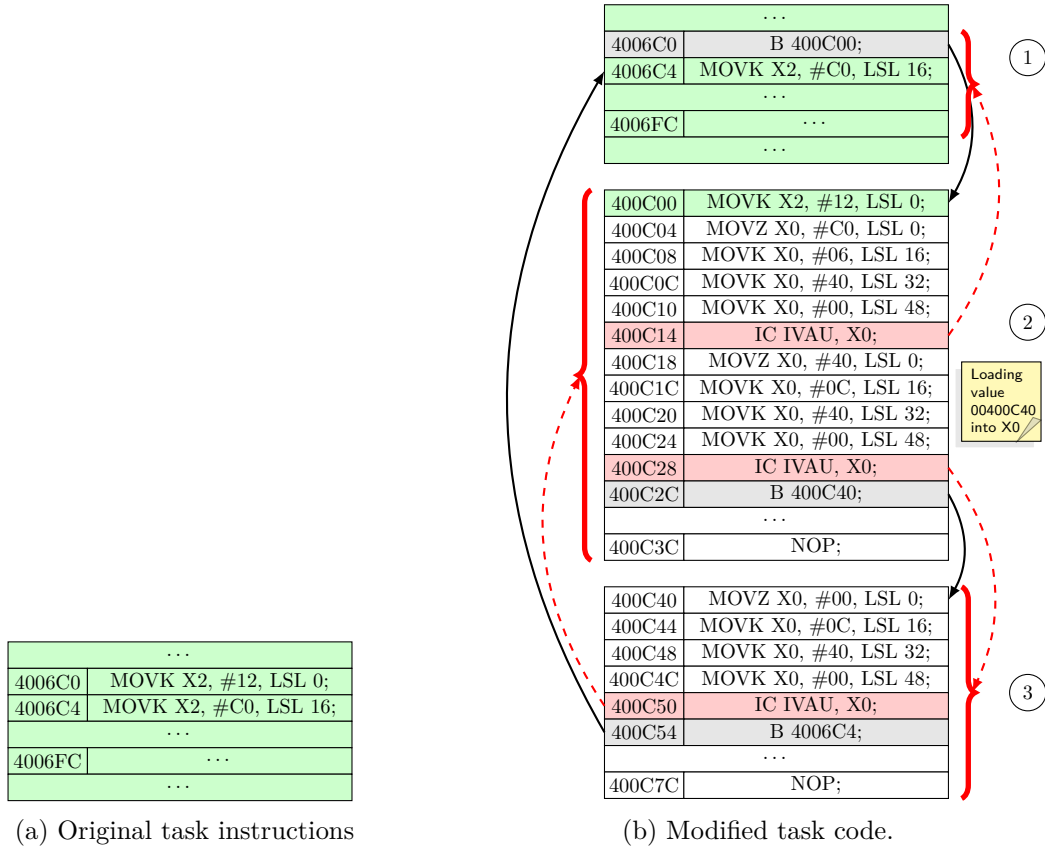 ...
4006C0 MOVK X2, #12, LSL 0;
4006C4 MOVK X2, #C0, LSL 16;
...
4006FC ...
...
(a) Original task instructions
...
4006C0 B 400C00;
4006C4 MOVK X2, #C0, LSL 16;
...
4006FC ...
...
1
400C00 MOVK X2, #12, LSL 0;
400C04 MOVZ X0, #C0, LSL 0;
400C08 MOVK X0, #06, LSL 16;
400C0C MOVK X0, #40, LSL 32;
400C10 MOVK X0, #00, LSL 48;
400C14 IC IVAU, X0;
400C18 MOVZ X0, #40, LSL 0;
400C1C MOVK X0, #0C, LSL 16;
400C20 MOVK X0, #40, LSL 32;
400C24 MOVK X0, #00, LSL 48;
400C28 IC IVAU, X0;
400C2C B 400C40;
...
400C3C NOP;
2
Loading
value
00400C40
into X0
400C40 MOVZ X0, #00, LSL 0;
400C44 MOVK X0, #0C, LSL 16;
400C48 MOVK X0, #40, LSL 32;
400C4C MOVK X0, #00, LSL 48;
400C50 IC IVAU, X0;
400C54 B 4006C4;
...
400C7C NOP;
3
(b) Modified task code.